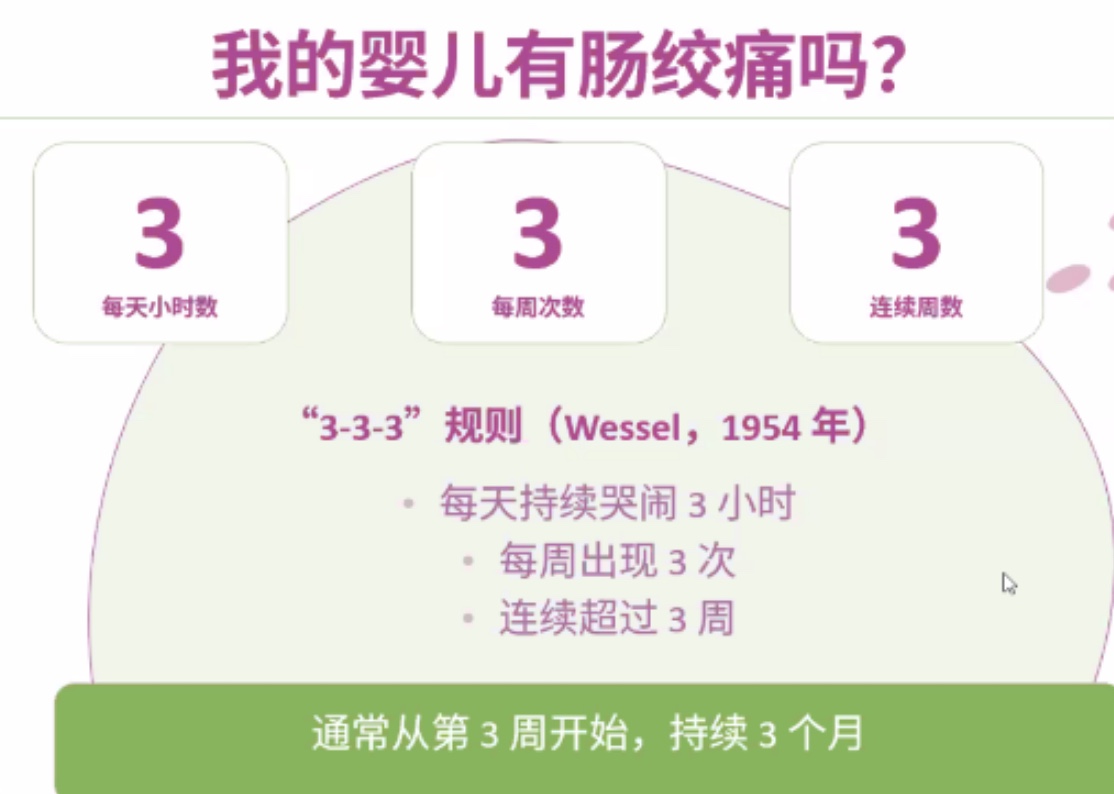 我的婴儿有肠绞痛吗？
3
每天小时数
3
每周次数
3
连续周数
“3-3-3”规则（Wessel，1954 年）
• 每天持续哭闹 3 小时
• 每周出现 3 次
• 连续超过 3 周
通常从第 3 周开始，持续 3 个月